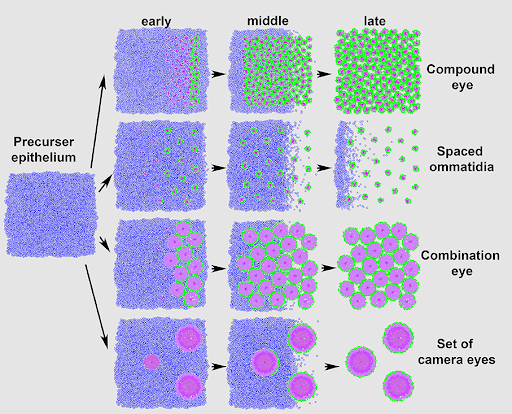 early
middle
late
Compound
eye
Precurser
epithelium
Spaced
ommatidia
Combination
eye
Set of
camera eyes